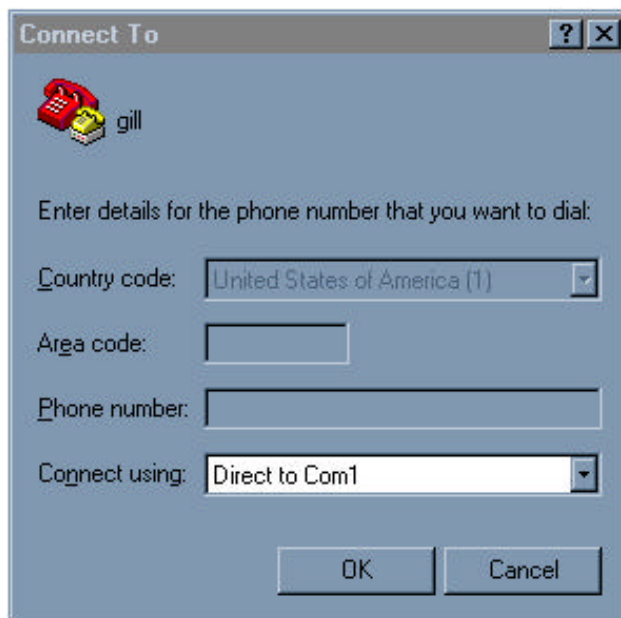 Connect To
gill
Enter details for the phone number that you want to dial:
Country code: United States of America (1)
Area code:
Phone number:
Connect using: Direct to Com1
OK Cancel